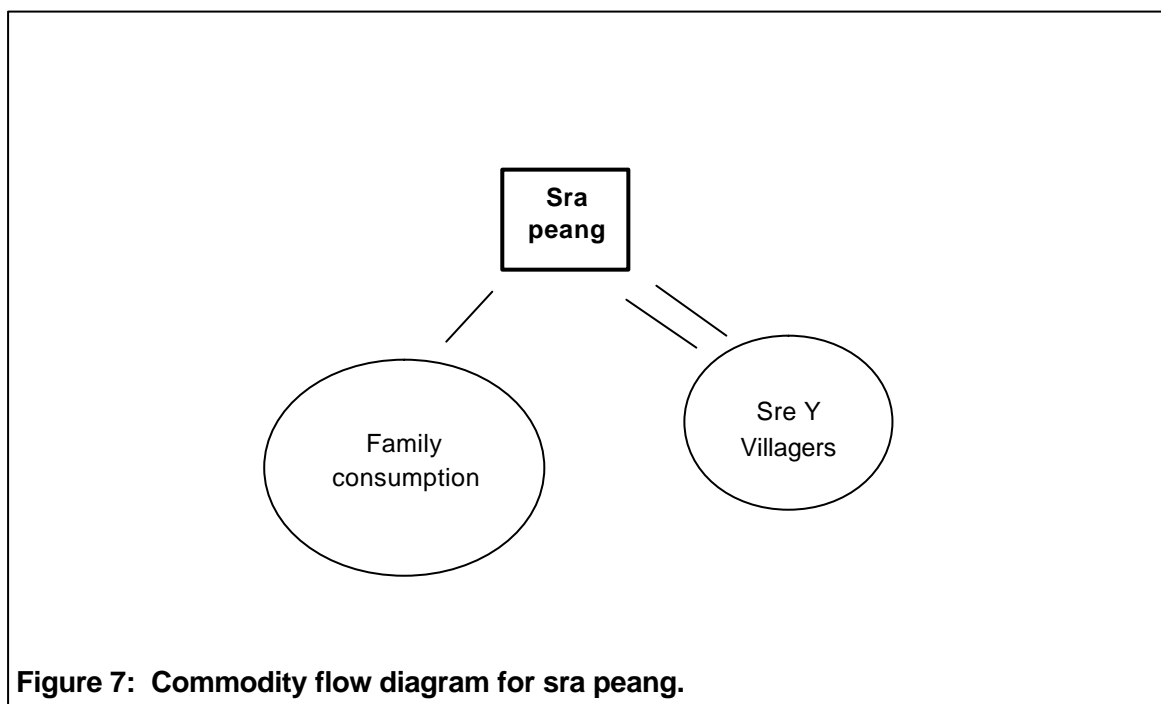 Sra
peang
Sre Y
Villagers
Family
consumption
Figure 7: Commodity flow diagram for sra peang.